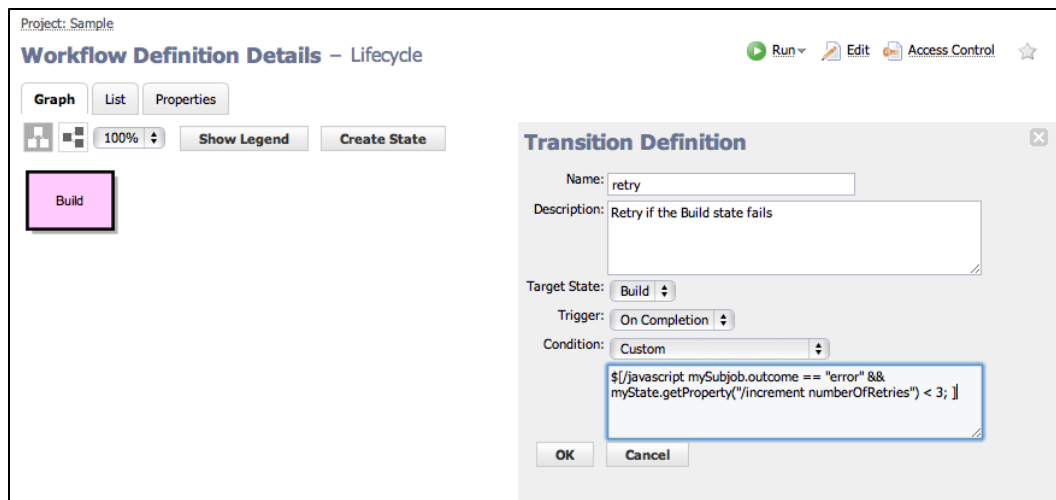 Project: Sample
Workflow Definition Details – Lifecycle
Run Edit Access Control
Graph List Properties
100% Show Legend Create State
Build
Transition Definition
Name: retry
Description: Retry if the Build state fails
Target State: Build
Trigger: On Completion
Condition: Custom
$[/javascript mySubjob.outcome == "error" &&
myState.getProperty("/increment numberOfRetries") < 3; ]
OK Cancel